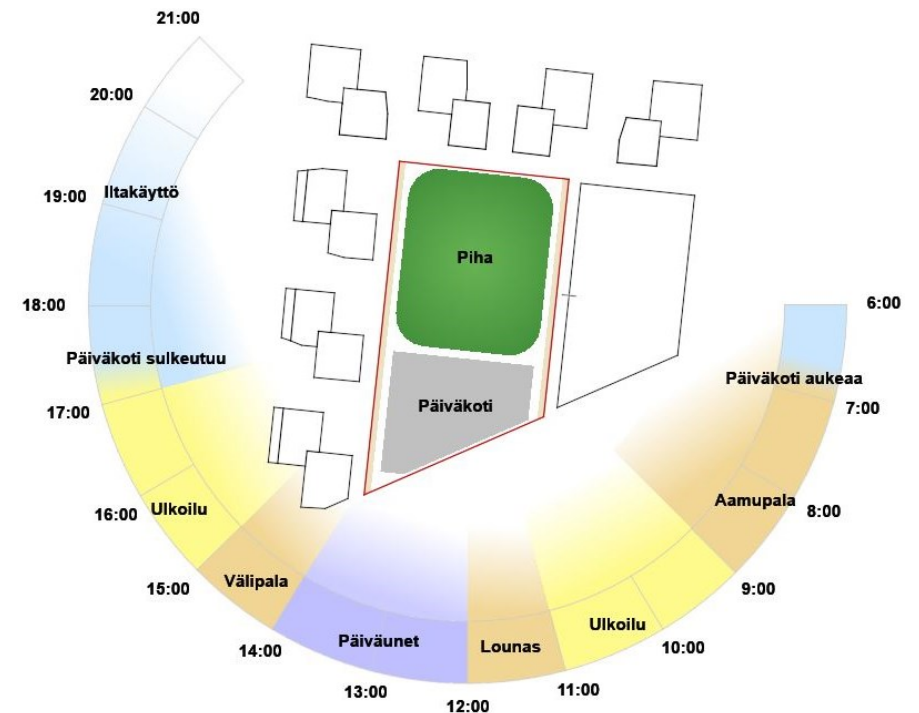 21:00
20:00
Iltakäyttö
19:00
18:00
Päiväkoti sulkeutuu
17:00
16:00
Ulkoilu
15:00
Välipala
14:00
Päiväunet
13:00
12:00
Lounas
11:00
Ulkoilu
10:00
9:00
Aamupala
8:00
7:00
Päiväkoti aukeaa
6:00
Piha
Päiväkoti